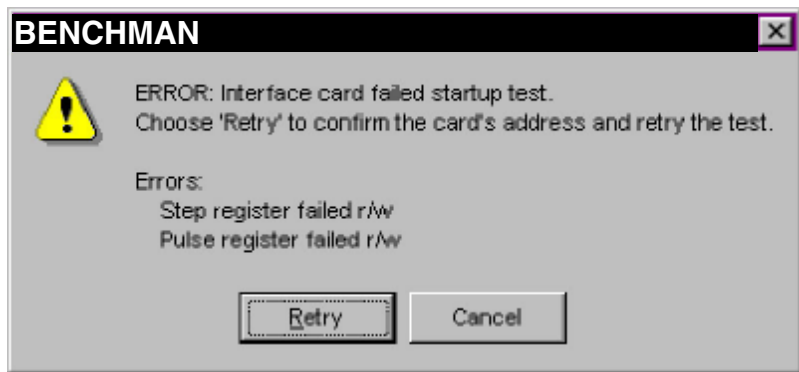 BENCHMAN
ERROR: Interface card failed startup test.
Choose 'Retry' to confirm the card's address and retry the test.
Errors:
Step register failed r/w
Pulse register failed r/w
Retry Cancel